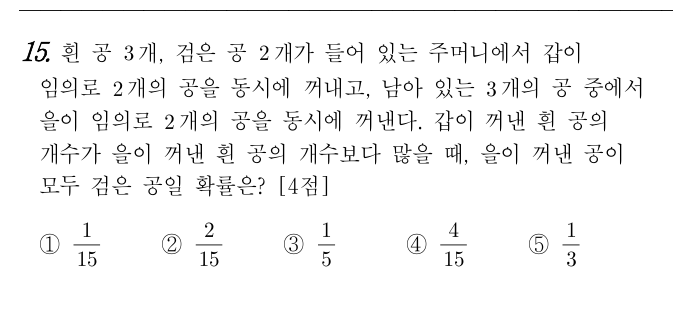 15. 흰 공 3개, 검은 공 2개가 들어 있는 주머니에서 갑이
임의로 2개의 공을 동시에 꺼내고, 남아 있는 3개의 공 중에서
을이 임의로 2개의 공을 동시에 꺼낸다. 갑이 꺼낸 흰 공의
개수가 을이 꺼낸 흰 공의 개수보다 많을 때, 을이 꺼낸 공이
모두 검은 공일 확률은? [4점]
① 1/15 ② 2/15 ③ 1/5 ④ 4/15 ⑤ 1/3